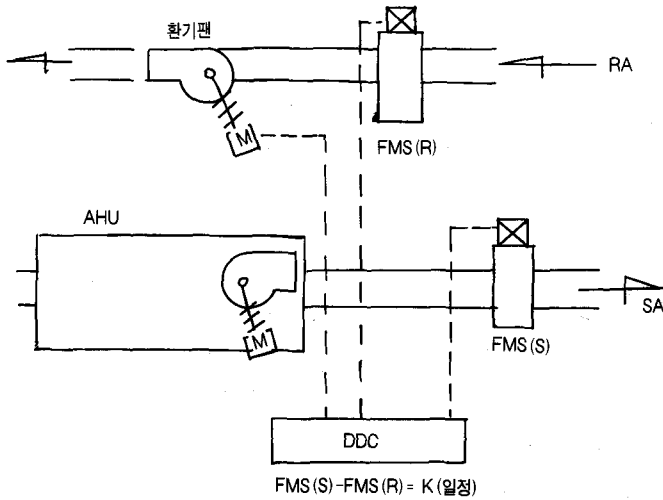 환기팬
RA
M
FMS(R)
AHU
SA
M
FMS(S)
DDC
FMS(S)-FMS(R)= K(일정)